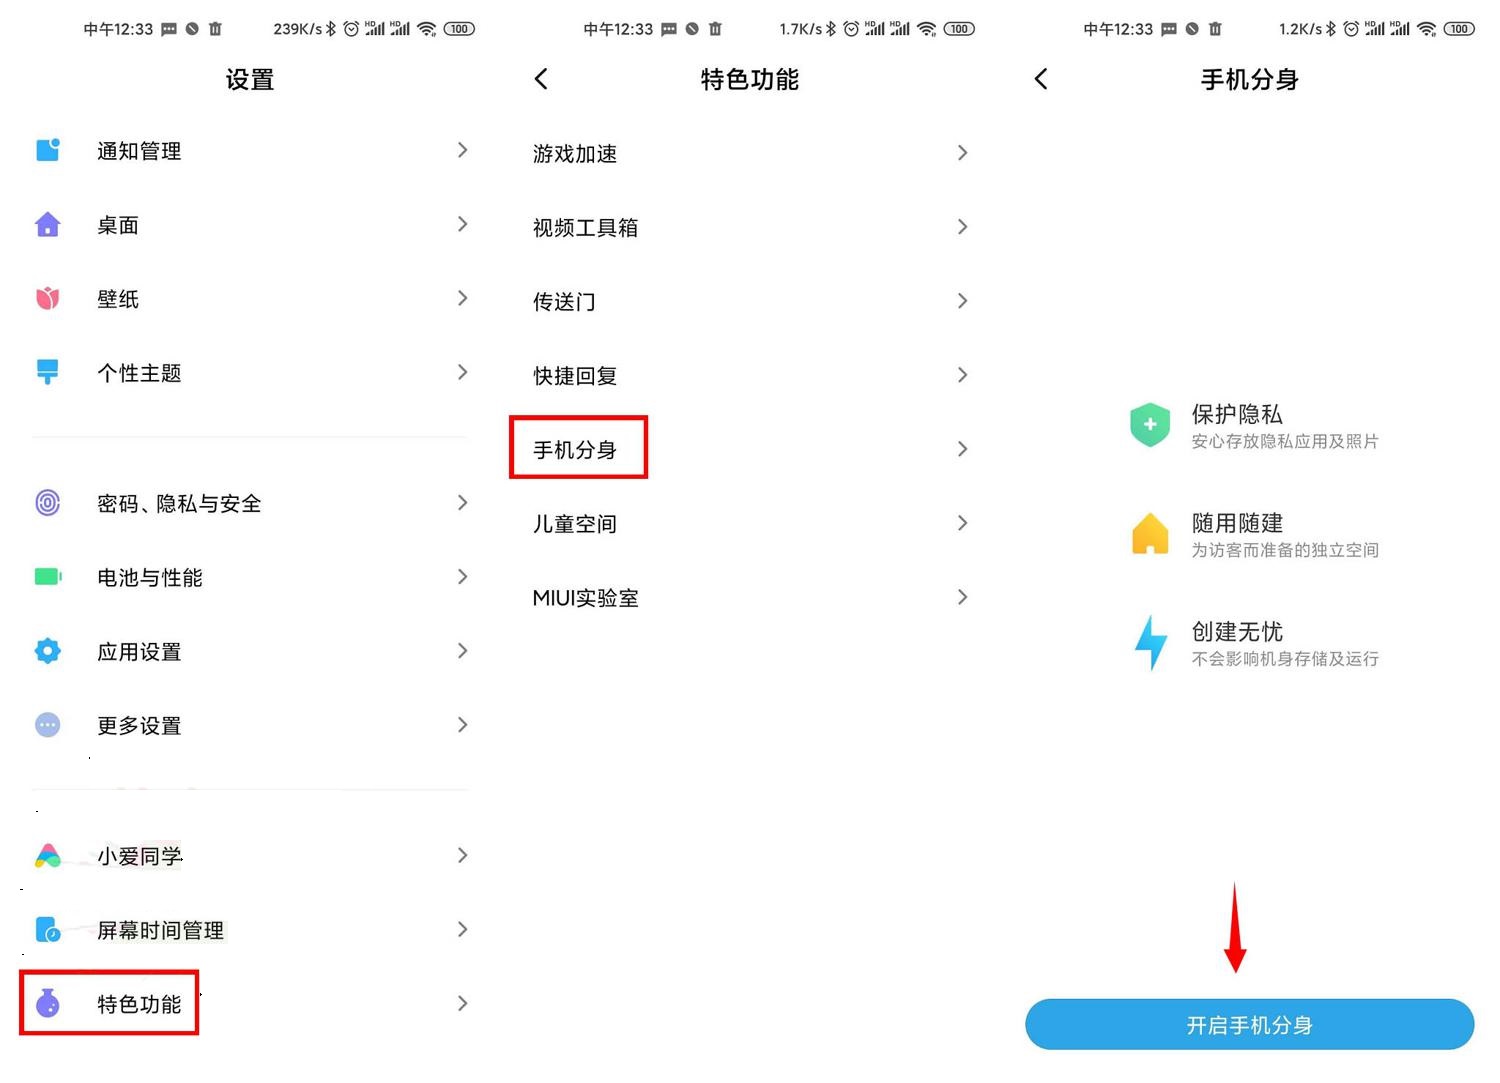 中午12:33
239K/s
HD
HD
100
设置
通知管理
桌面
壁纸
个性主题
密码、隐私与安全
电池与性能
应用设置
更多设置
小爱同学
屏幕时间管理
特色功能
中午12:33
1.7K/s
HD
HD
100
特色功能
游戏加速
视频工具箱
传送门
快捷回复
手机分身
儿童空间
MIUI实验室
中午12:33
1.2K/s
HD
HD
100
手机分身
保护隐私
安心存放隐私应用及照片
随用随建
为访客而准备的独立空间
创建无忧
不会影响机身存储及运行
开启手机分身